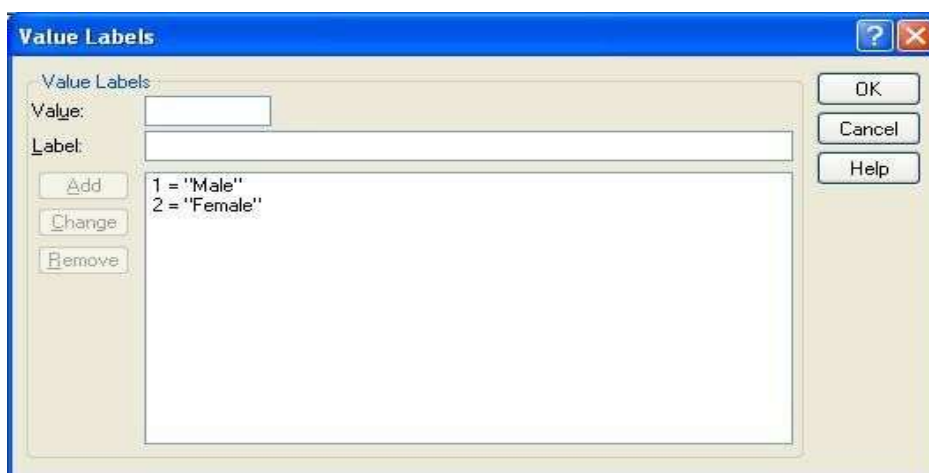 Value Labels
Value Labels
Value:
Label:
OK
Cancel
Help
Add
Change
Remove
1 = "Male"
2 = "Female"